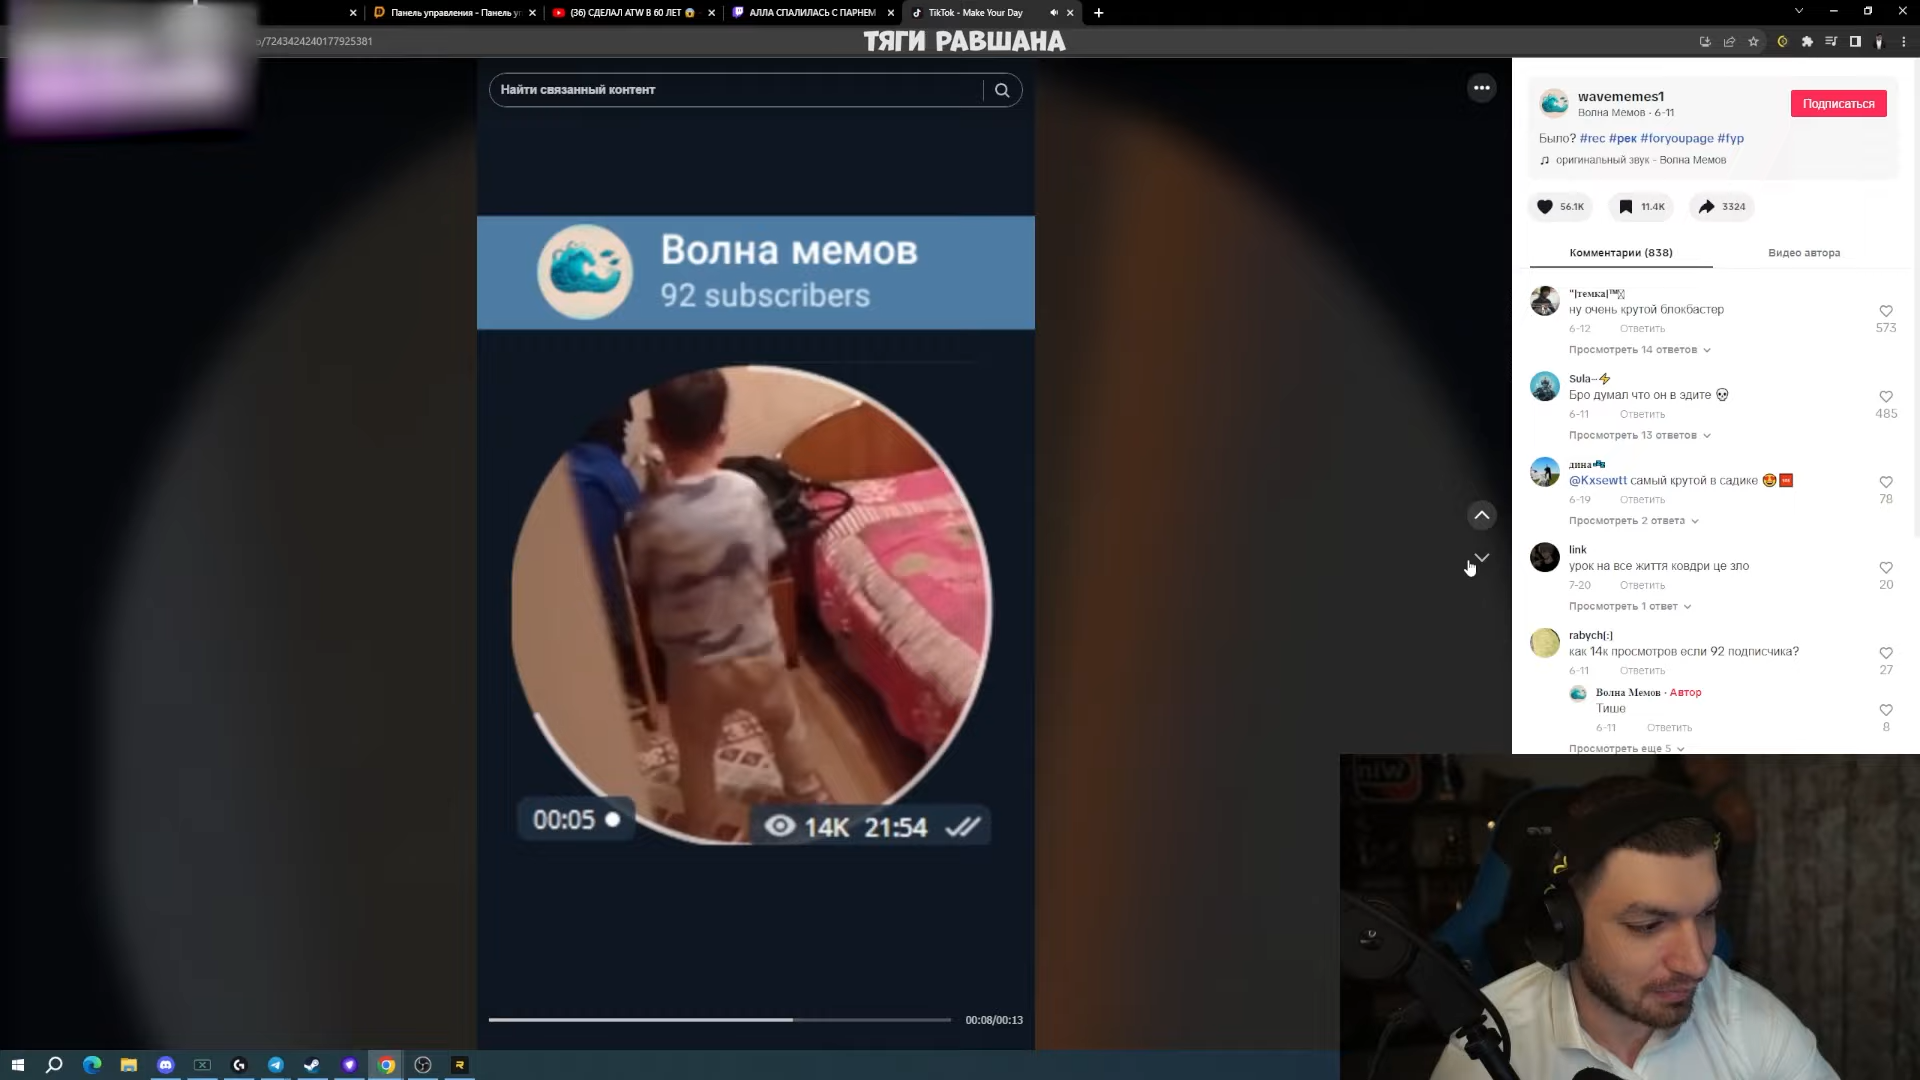 Панель управления - Панель у
(36) СДЕЛАЛ ATW В 60 ЛЕТ 😱
АЛЛА СПАЛИЛАСЬ С ПАРНЕМ
TikTok - Make Your Day
/7243424240177925381
ТЯГИ РАВШАНА
Найти связанный контент
Волна мемов
92 subscribers
00:05
14K 21:54
00:08/00:13
wavememes1
Волна Мемов · 6-11
Подписаться
Было? #rec #рек #foryoupage #fyp
оригинальный звук - Волна Мемов
56.1K
11.4K
3324
Комментарии (838)
Видео автора
"|темка|™
ну очень крутой блокбастер
6-12 Ответить
573
Просмотреть 14 ответов
Sula~⚡
Бро думал что он в эдите 💀
6-11 Ответить
485
Просмотреть 13 ответов
дина
@Kxsewtt самый крутой в садике 🤩
6-19 Ответить
78
Просмотреть 2 ответа
link
урок на все життя ковдри це зло
7-20 Ответить
20
Просмотреть 1 ответ
rabych[:]
как 14к просмотров если 92 подписчика?
6-11 Ответить
27
Волна Мемов · Автор
Тише
6-11 Ответить
8
Просмотреть еще 5